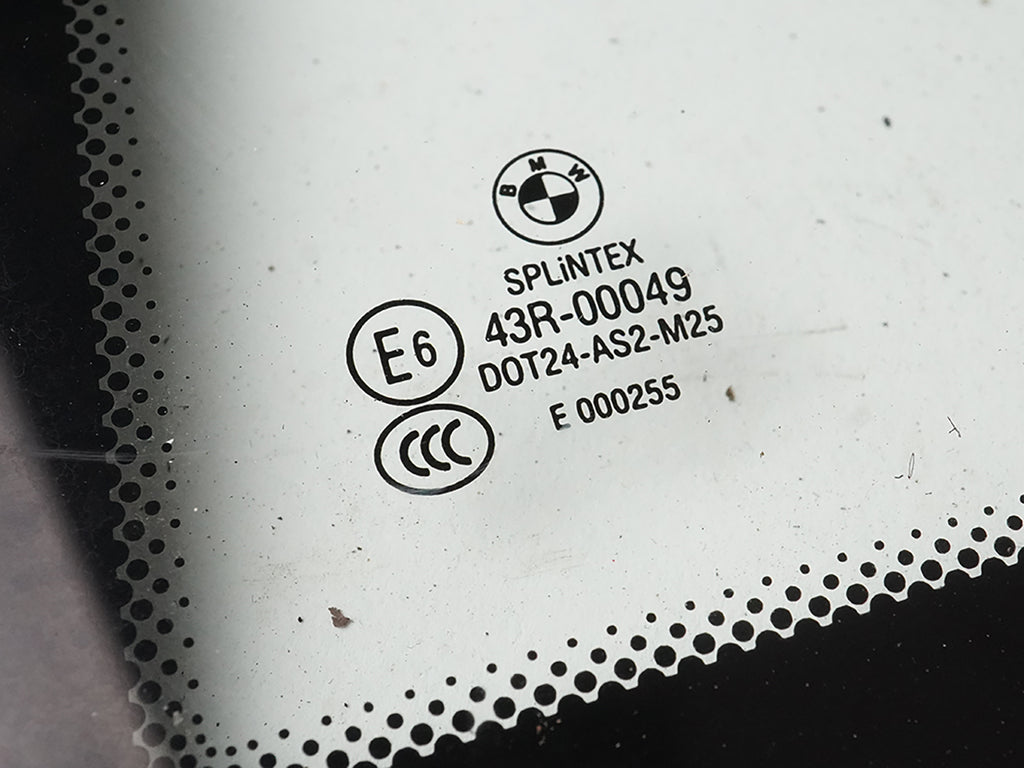 BMW
SPLiNTEX
43R-00049
E6
DOT24-AS2-M25
E 000255
CCC